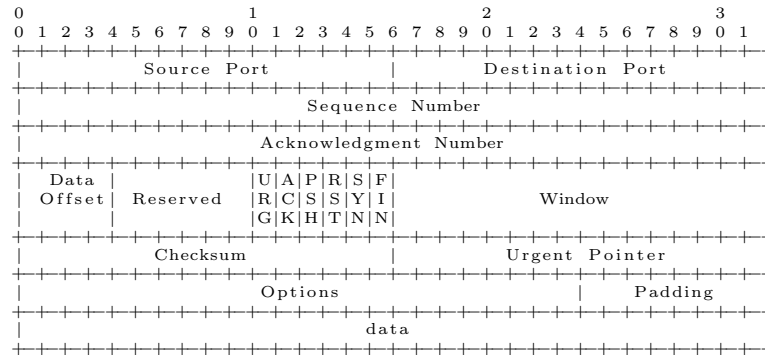 0 1 2 3
0 1 2 3 4 5 6 7 8 9 0 1 2 3 4 5 6 7 8 9 0 1 2 3 4 5 6 7 8 9 0 1
+-+-+-+-+-+-+-+-+-+-+-+-+-+-+-+-+-+-+-+-+-+-+-+-+-+-+-+-+-+-+-+-+
| Source Port | Destination Port
+-+-+-+-+-+-+-+-+-+-+-+-+-+-+-+-+-+-+-+-+-+-+-+-+-+-+-+-+-+-+-+-+
| Sequence Number
+-+-+-+-+-+-+-+-+-+-+-+-+-+-+-+-+-+-+-+-+-+-+-+-+-+-+-+-+-+-+-+-+
| Acknowledgment Number
+-+-+-+-+-+-+-+-+-+-+-+-+-+-+-+-+-+-+-+-+-+-+-+-+-+-+-+-+-+-+-+-+
| Data | |U|A|P|R|S|F|
| Offset| Reserved |R|C|S|S|Y|I| Window
| | |G|K|H|T|N|N|
+-+-+-+-+-+-+-+-+-+-+-+-+-+-+-+-+-+-+-+-+-+-+-+-+-+-+-+-+-+-+-+-+
| Checksum | Urgent Pointer
+-+-+-+-+-+-+-+-+-+-+-+-+-+-+-+-+-+-+-+-+-+-+-+-+-+-+-+-+-+-+-+-+
| Options | Padding
+-+-+-+-+-+-+-+-+-+-+-+-+-+-+-+-+-+-+-+-+-+-+-+-+-+-+-+-+-+-+-+-+
| data
+-+-+-+-+-+-+-+-+-+-+-+-+-+-+-+-+-+-+-+-+-+-+-+-+-+-+-+-+-+-+-+-+